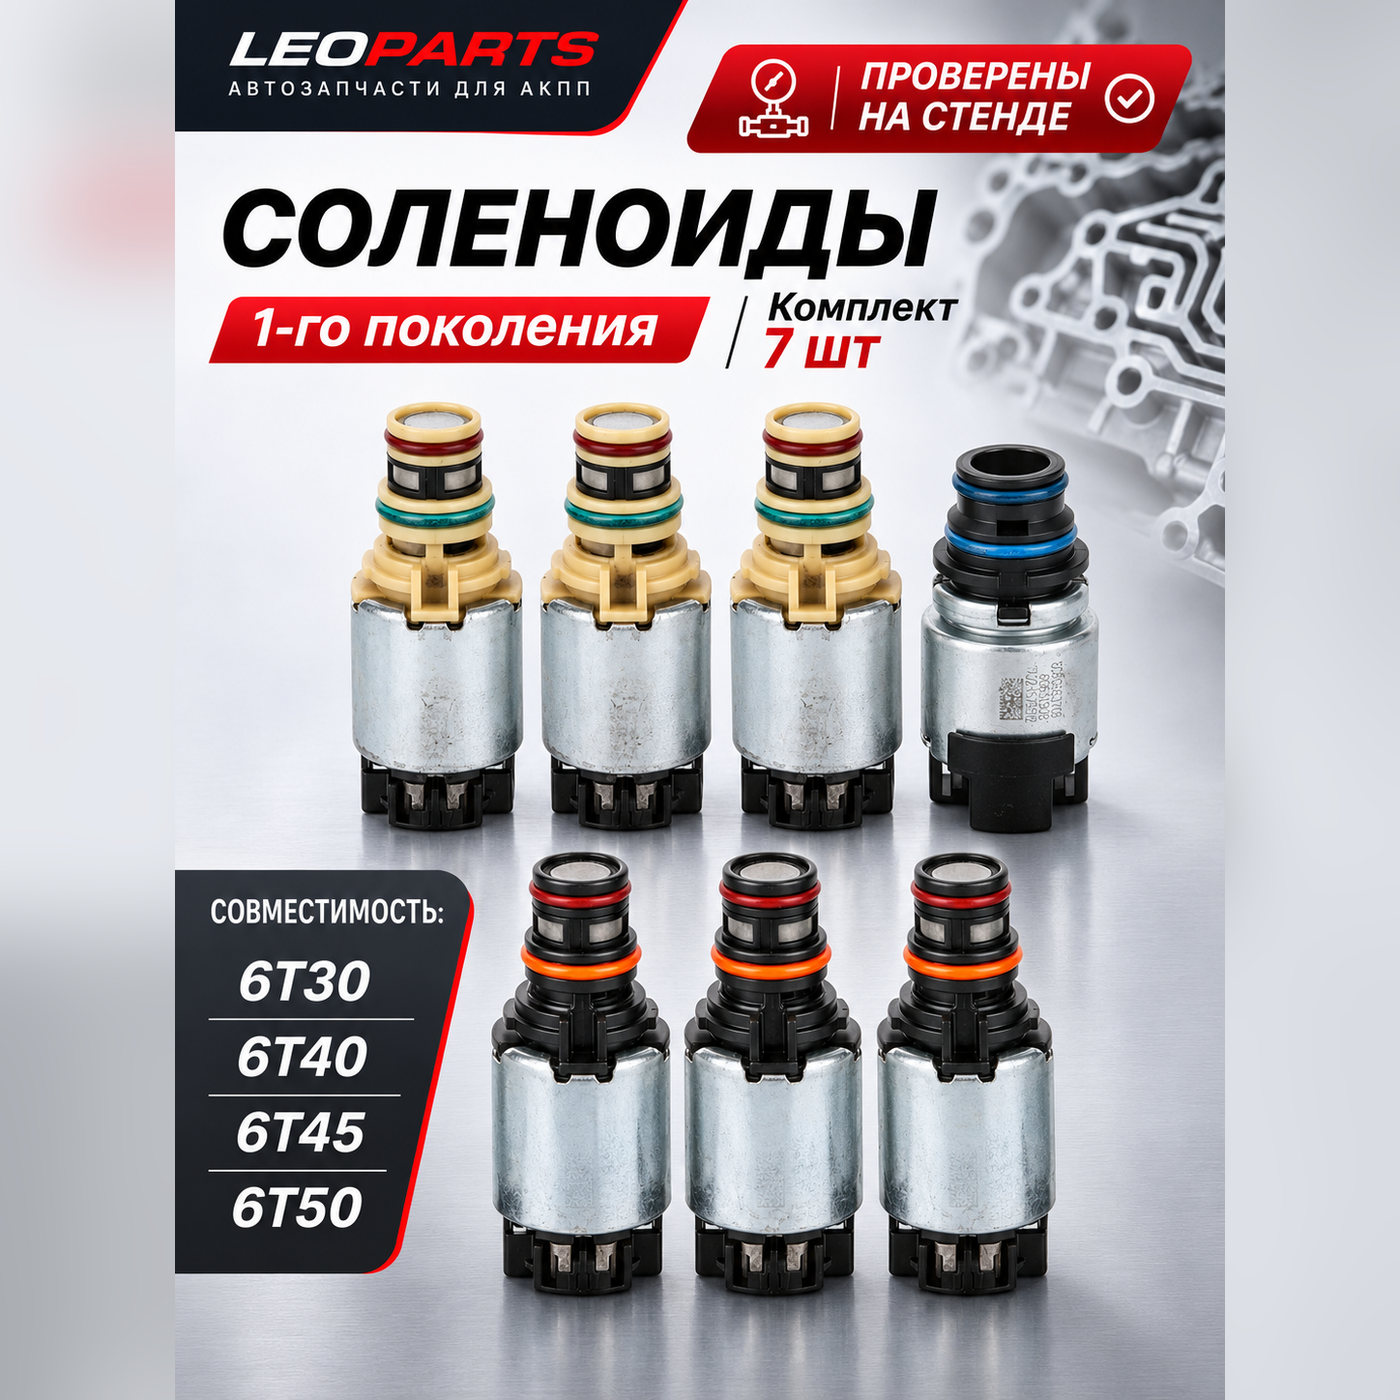 LEOPARTS
АВТОЗАПЧАСТИ ДЛЯ АКПП
ПРОВЕРЕНЫ
НА СТЕНДЕ
СОЛЕНОИДЫ
1-го поколения
Комплект
7 шт
СОВМЕСТИМОСТЬ:
6T30
6T40
6T45
6T50